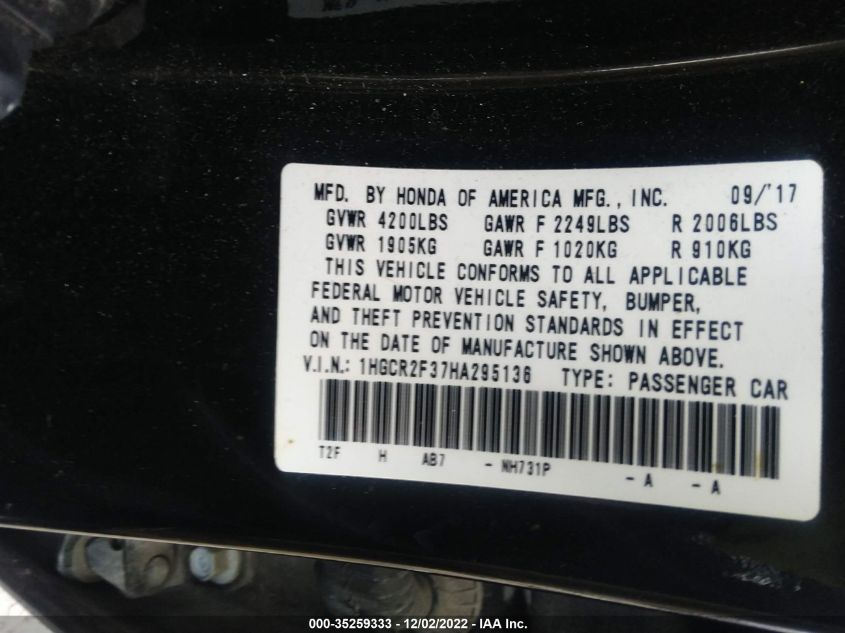 MFD. BY HONDA OF AMERICA MFG., INC. 09/'17
GVWR 4200LBS GAWR F 2249LBS R 2006LBS
GVWR 1905KG GAWR F 1020KG R 910KG
THIS VEHICLE CONFORMS TO ALL APPLICABLE
FEDERAL MOTOR VEHICLE SAFETY, BUMPER,
AND THEFT PREVENTION STANDARDS IN EFFECT
ON THE DATE OF MANUFACTURE SHOWN ABOVE.
V.I.N.: 1HGCR2F37HA295136 TYPE: PASSENGER CAR
T2F H AB7 - NH731P - A - A
000-35259333 - 12/02/2022 - IAA Inc.